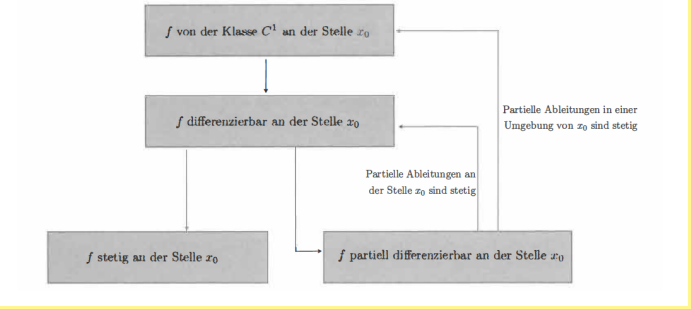 f von der Klasse C¹ an der Stelle x₀
Partielle Ableitungen in einer
Umgebung von x₀ sind stetig
f differenzierbar an der Stelle x₀
Partielle Ableitungen an
der Stelle x₀ sind stetig
f stetig an der Stelle x₀
f partiell differenzierbar an der Stelle x₀